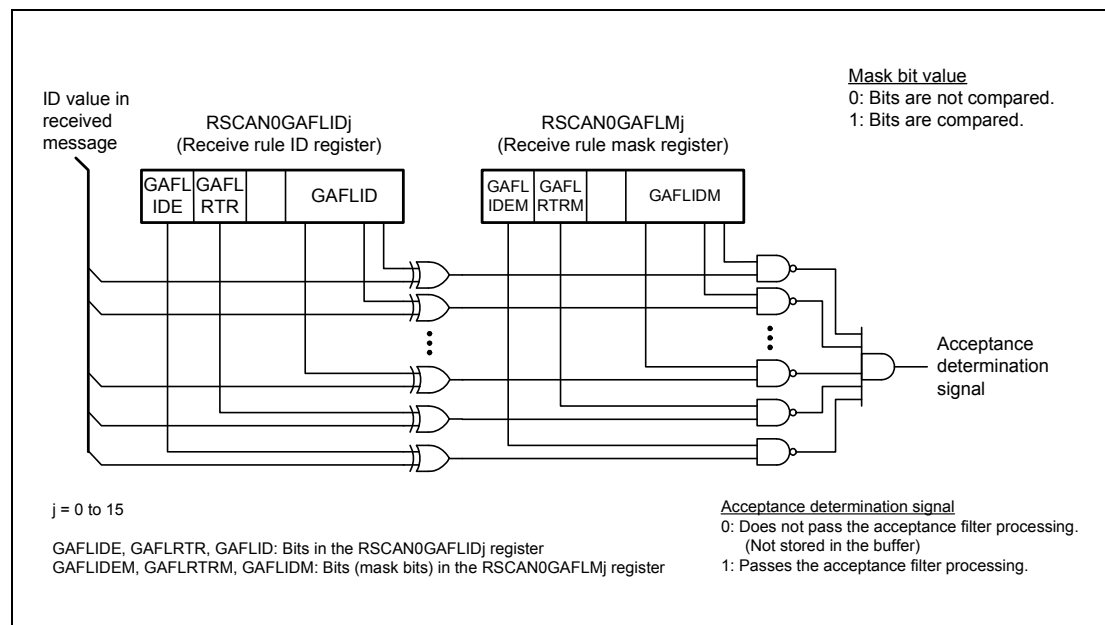 Mask bit value
0: Bits are not compared.
1: Bits are compared.
ID value in
received
message
RSCAN0GAFLIDj
(Receive rule ID register)
RSCAN0GAFLMj
(Receive rule mask register)
GAFL
IDE
GAFL
RTR
GAFLID
GAFL
IDEM
GAFL
RTRM
GAFLIDM
Acceptance
determination
signal
j = 0 to 15
GAFLIDE, GAFLRTR, GAFLID: Bits in the RSCAN0GAFLIDj register
GAFLIDEM, GAFLRTRM, GAFLIDM: Bits (mask bits) in the RSCAN0GAFLMj register
Acceptance determination signal
0: Does not pass the acceptance filter processing.
(Not stored in the buffer)
1: Passes the acceptance filter processing.